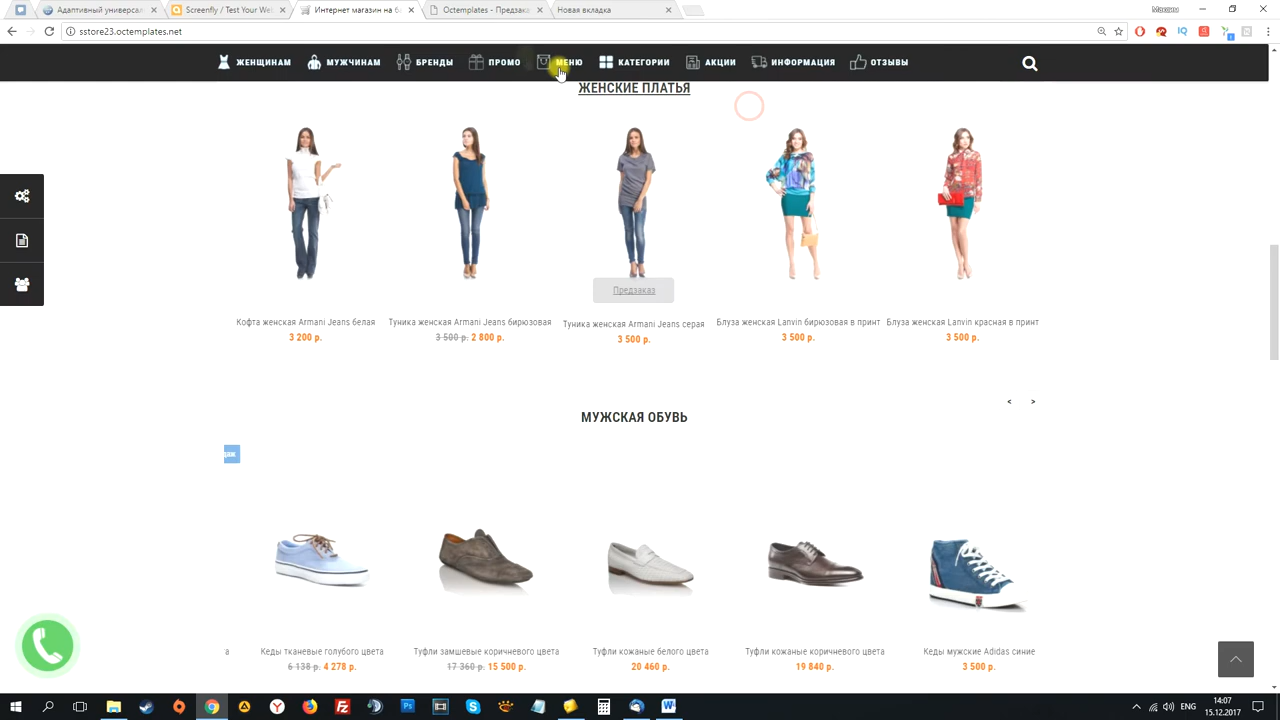 Адаптивный универсал
Screenfly / Test Your Web
Интернет магазин на б
Octemplates - Предзака
Новая вкладка
sstore23.octemplates.net
ЖЕНЩИНАМ
МУЖЧИНАМ
БРЕНДЫ
ПРОМО
МЕНЮ
КАТЕГОРИИ
АКЦИИ
ИНФОРМАЦИЯ
ОТЗЫВЫ
ЖЕНСКИЕ ПЛАТЬЯ
Предзаказ
Кофта женская Armani Jeans белая
Туника женская Armani Jeans бирюзовая
Туника женская Armani Jeans серая
Блуза женская Lanvin бирюзовая в принт
Блуза женская Lanvin красная в принт
3 200 р.
3 500 р. 2 800 р.
3 500 р.
3 500 р.
3 500 р.
< >
МУЖСКАЯ ОБУВЬ
даж
Кеды тканевые голубого цвета
Туфли замшевые коричневого цвета
Туфли кожаные белого цвета
Туфли кожаные коричневого цвета
Кеды мужские Adidas синие
6 138 р. 4 278 р.
17 360 р. 15 500 р.
20 460 р.
19 840 р.
3 500 р.
ENG
14:07
15.12.2017